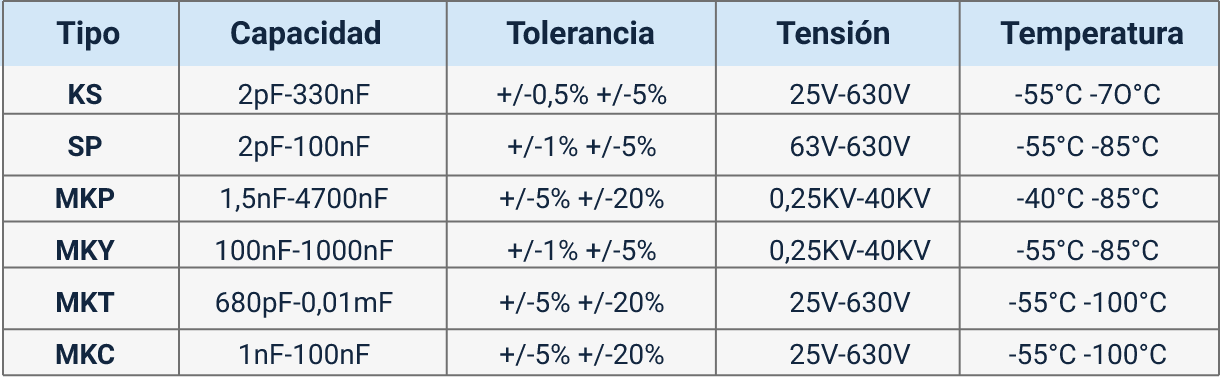 Tipo Capacidad Tolerancia Tensión Temperatura
KS 2pF-330nF +/-0,5% +/-5% 25V-630V -55°C -7O°C
SP 2pF-100nF +/-1% +/-5% 63V-630V -55°C -85°C
MKP 1,5nF-4700nF +/-5% +/-20% 0,25KV-40KV -40°C -85°C
MKY 100nF-1000nF +/-1% +/-5% 0,25KV-40KV -55°C -85°C
MKT 680pF-0,01mF +/-5% +/-20% 25V-630V -55°C -100°C
MKC 1nF-100nF +/-5% +/-20% 25V-630V -55°C -100°C